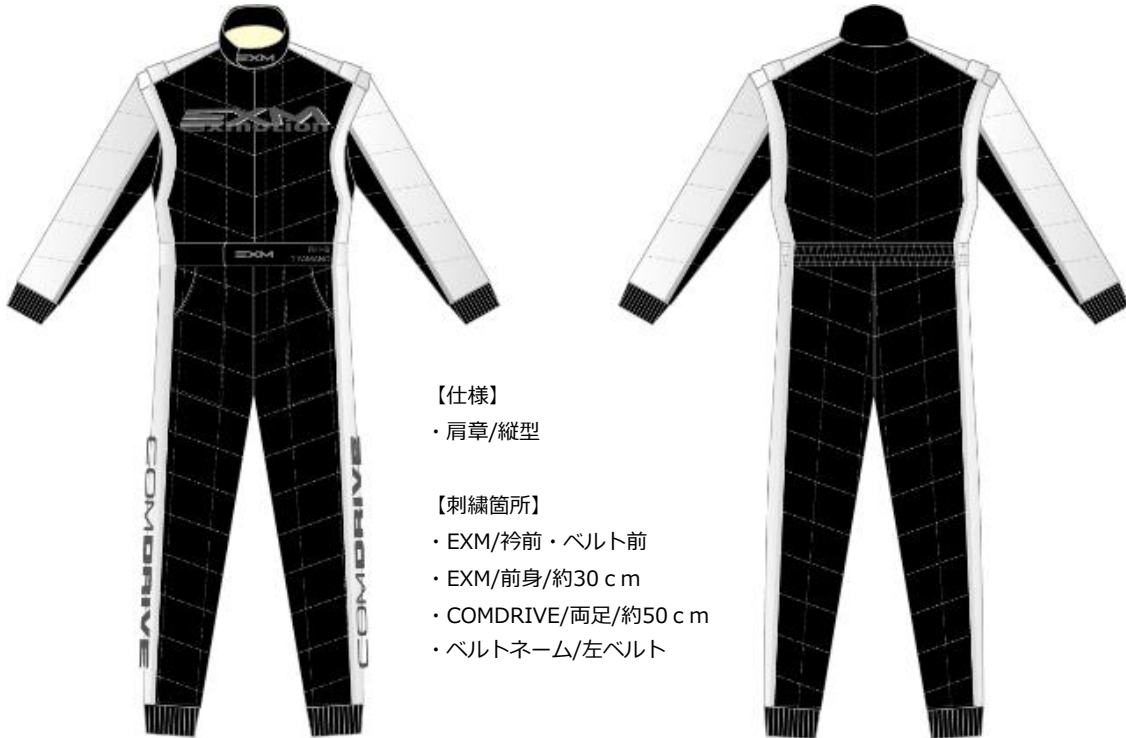 EXM
EXM
exmotion
EXM
T.YAMANO
COMDRIVE
COMDRIVE
【仕様】
・肩章/縦型
【刺繍箇所】
・EXM/衿前・ベルト前
・EXM/前身/約30ｃｍ
・COMDRIVE/両足/約50ｃｍ
・ベルトネーム/左ベルト